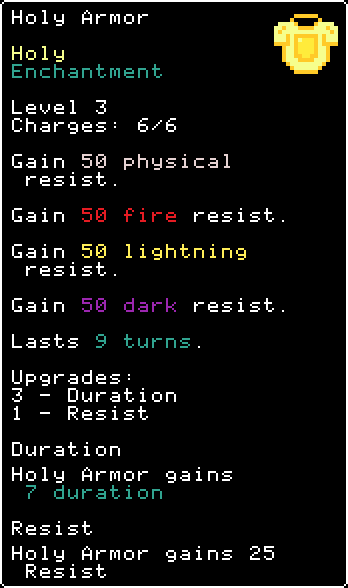 Holy Armor
Holy
Enchantment
Level 3
Charges: 6/6
Gain 50 physical
resist.
Gain 50 fire resist.
Gain 50 lightning
resist.
Gain 50 dark resist.
Lasts 9 turns.
Upgrades:
3 - Duration
1 - Resist
Duration
Holy Armor gains
7 duration
Resist
Holy Armor gains 25
Resist